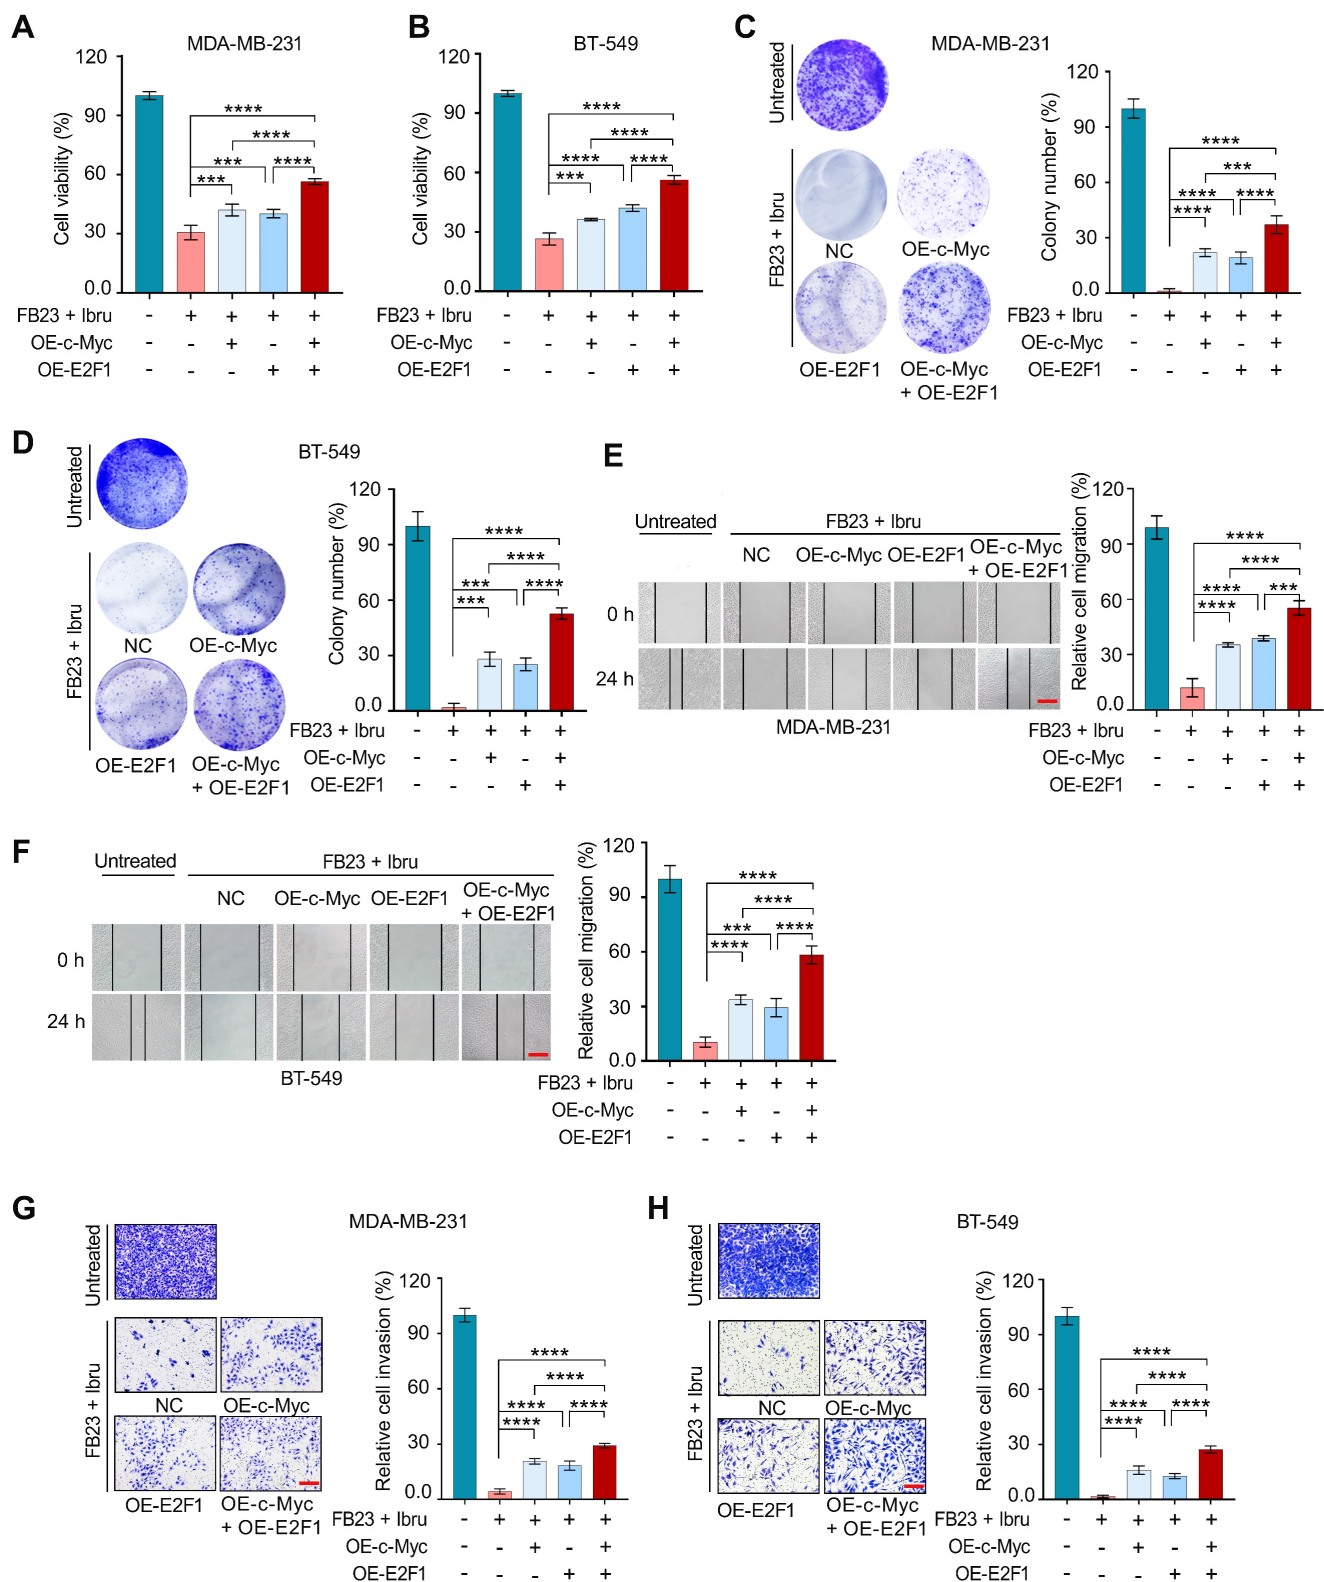 A
MDA-MB-231
Cell viability (%)
120
90
60
30
0.0
****
****
***
****
***
FB23 + Ibru - + + + +
OE-c-Myc - - + - +
OE-E2F1 - - - + +
B
BT-549
Cell viability (%)
120
90
60
30
0.0
****
****
****
****
***
FB23 + Ibru - + + + +
OE-c-Myc - - + - +
OE-E2F1 - - - + +
C
MDA-MB-231
Untreated
FB23 + Ibru
NC
OE-c-Myc
OE-E2F1
OE-c-Myc
+ OE-E2F1
Colony number (%)
120
90
60
30
0.0
****
***
****
****
****
FB23 + Ibru - + + + +
OE-c-Myc - - + - +
OE-E2F1 - - - + +
D
BT-549
Untreated
FB23 + Ibru
NC
OE-c-Myc
OE-E2F1
OE-c-Myc
+ OE-E2F1
Colony number (%)
120
90
60
30
0.0
****
****
***
****
***
FB23 + Ibru - + + + +
OE-c-Myc - - + - +
OE-E2F1 - - - + +
E
Untreated
FB23 + Ibru
NC
OE-c-Myc
OE-E2F1
OE-c-Myc
+ OE-E2F1
0 h
24 h
MDA-MB-231
Relative cell migration (%)
120
90
60
30
0.0
****
****
****
***
****
FB23 + Ibru - + + + +
OE-c-Myc - - + - +
OE-E2F1 - - - + +
F
Untreated
FB23 + Ibru
NC
OE-c-Myc
OE-E2F1
OE-c-Myc
+ OE-E2F1
0 h
24 h
BT-549
Relative cell migration (%)
120
90
60
30
0.0
****
****
***
****
****
FB23 + Ibru - + + + +
OE-c-Myc - - + - +
OE-E2F1 - - - + +
G
MDA-MB-231
Untreated
FB23 + Ibru
NC
OE-c-Myc
OE-E2F1
OE-c-Myc
+ OE-E2F1
Relative cell invasion (%)
120
90
60
30
0.0
****
****
****
****
****
FB23 + Ibru - + + + +
OE-c-Myc - - + - +
OE-E2F1 - - - + +
H
BT-549
Untreated
FB23 + Ibru
NC
OE-c-Myc
OE-E2F1
OE-c-Myc
+ OE-E2F1
Relative cell invasion (%)
120
90
60
30
0.0
****
****
****
****
****
FB23 + Ibru - + + + +
OE-c-Myc - - + - +
OE-E2F1 - - - + +